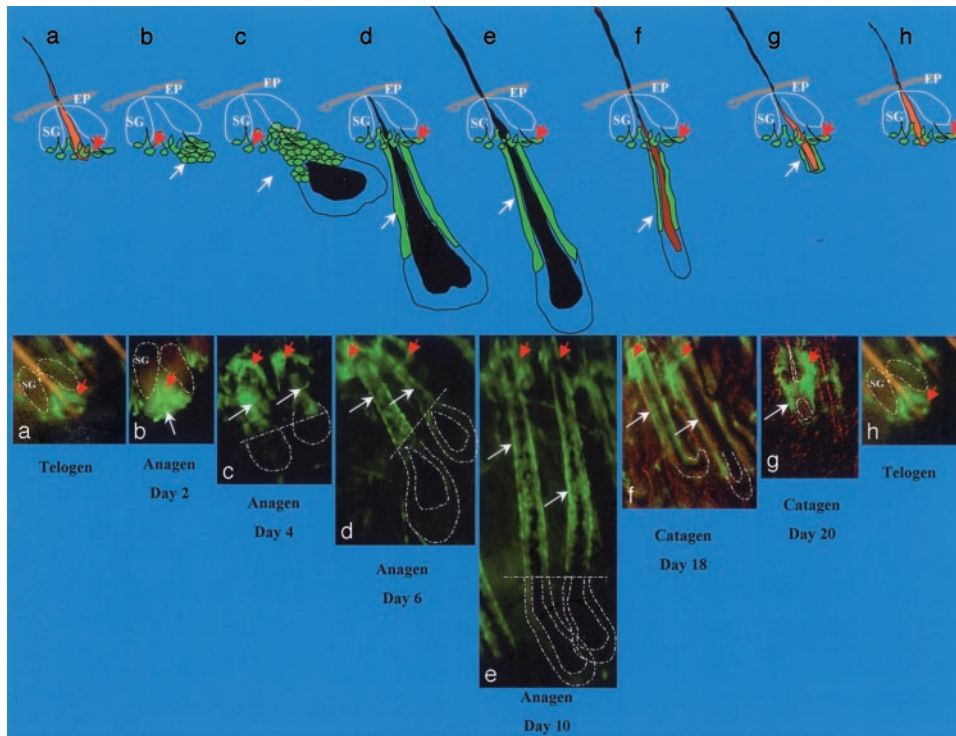 a b c d e f g h
EP EP EP EP EP EP EP EP
SG SG SG SG SG SG SG SG
SG SG SG
a b c d e f g h
Telogen
Anagen
Day 2
Anagen
Day 4
Anagen
Day 6
Anagen
Day 10
Catagen
Day 18
Catagen
Day 20
Telogen